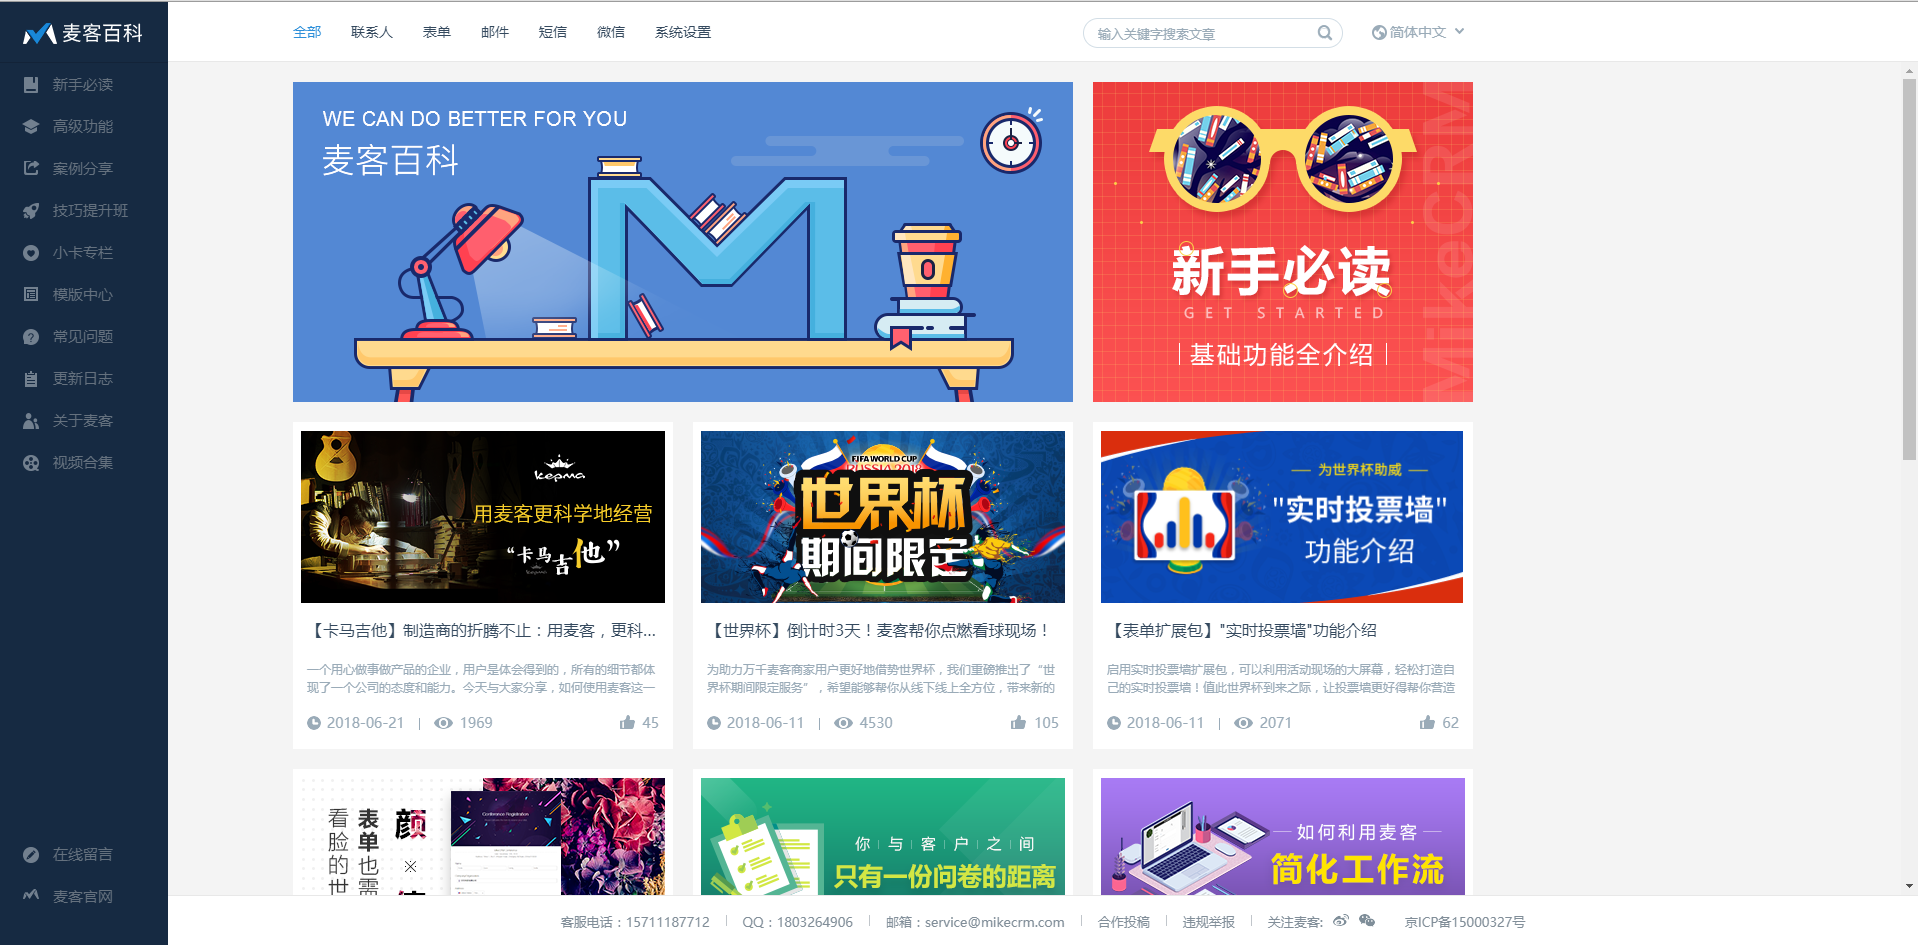 麦客百科
全部
联系人
表单
邮件
短信
微信
系统设置
输入关键字搜索文章
简体中文
新手必读
高级功能
案例分享
技巧提升班
小卡专栏
模版中心
常见问题
更新日志
关于麦客
视频合集
在线留言
麦客官网
WE CAN DO BETTER FOR YOU
麦客百科
MikeCRM
新手必读
GET STARTED
基础功能全介绍
kepma
用麦客更科学地经营
“卡马吉他”
【卡马吉他】制造商的折腾不止：用麦客，更科...
一个用心做事做产品的企业，用户是体会得到的，所有的细节都体
现了一个公司的态度和能力。今天与大家分享，如何使用麦客这一
2018-06-21 | 1969
45
FIFA WORLD CUP
RUSSIA 2018
世界杯
期间限定
【世界杯】倒计时3天！麦客帮你点燃看球现场！
为助力万千麦客商家用户更好地借势世界杯，我们重磅推出了“世
界杯期间限定服务”，希望能够帮你从线下线上全方位，带来新的
2018-06-11 | 4530
105
为世界杯助威
"实时投票墙"
功能介绍
【表单扩展包】"实时投票墙"功能介绍
启用实时投票墙扩展包，可以利用活动现场的大屏幕，轻松打造自
己的实时投票墙！值此世界杯到来之际，让投票墙更好得帮你营造
2018-06-11 | 2071
62
颜
×
表单也需
看脸的世
Conference Registration
你与客户之间
只有一份问卷的距离
如何利用麦客
简化工作流
客服电话：15711187712
QQ：1803264906
邮箱：service@mikecrm.com
合作投稿
违规举报
关注麦客:
京ICP备15000327号